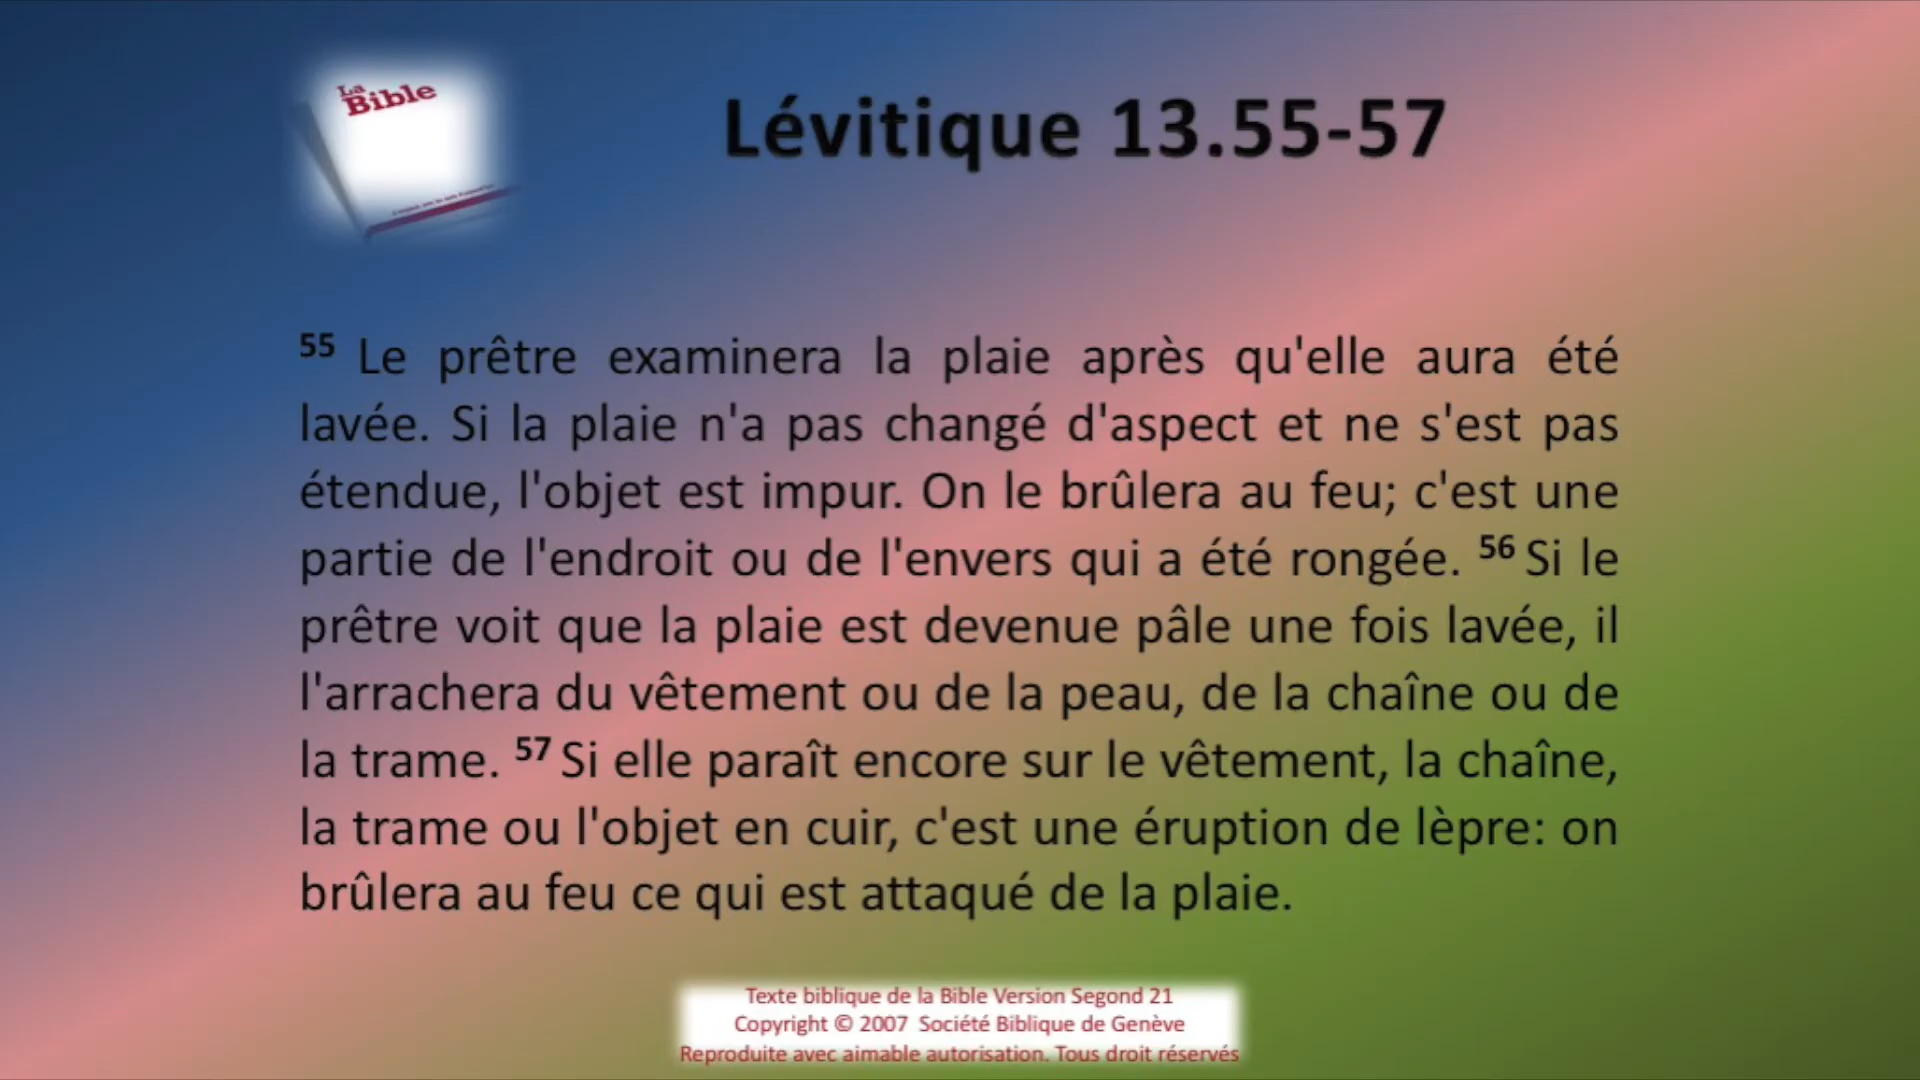 La
Bible
Lévitique 13.55-57
55 Le prêtre examinera la plaie après qu'elle aura été
lavée. Si la plaie n'a pas changé d'aspect et ne s'est pas
étendue, l'objet est impur. On le brûlera au feu; c'est une
partie de l'endroit ou de l'envers qui a été rongée. 56 Si le
prêtre voit que la plaie est devenue pâle une fois lavée, il
l'arrachera du vêtement ou de la peau, de la chaîne ou de
la trame. 57 Si elle paraît encore sur le vêtement, la chaîne,
la trame ou l'objet en cuir, c'est une éruption de lèpre: on
brûlera au feu ce qui est attaqué de la plaie.
Texte biblique de la Bible Version Segond 21
Copyright © 2007 Société Biblique de Genève
Reproduite avec aimable autorisation. Tous droit réservés